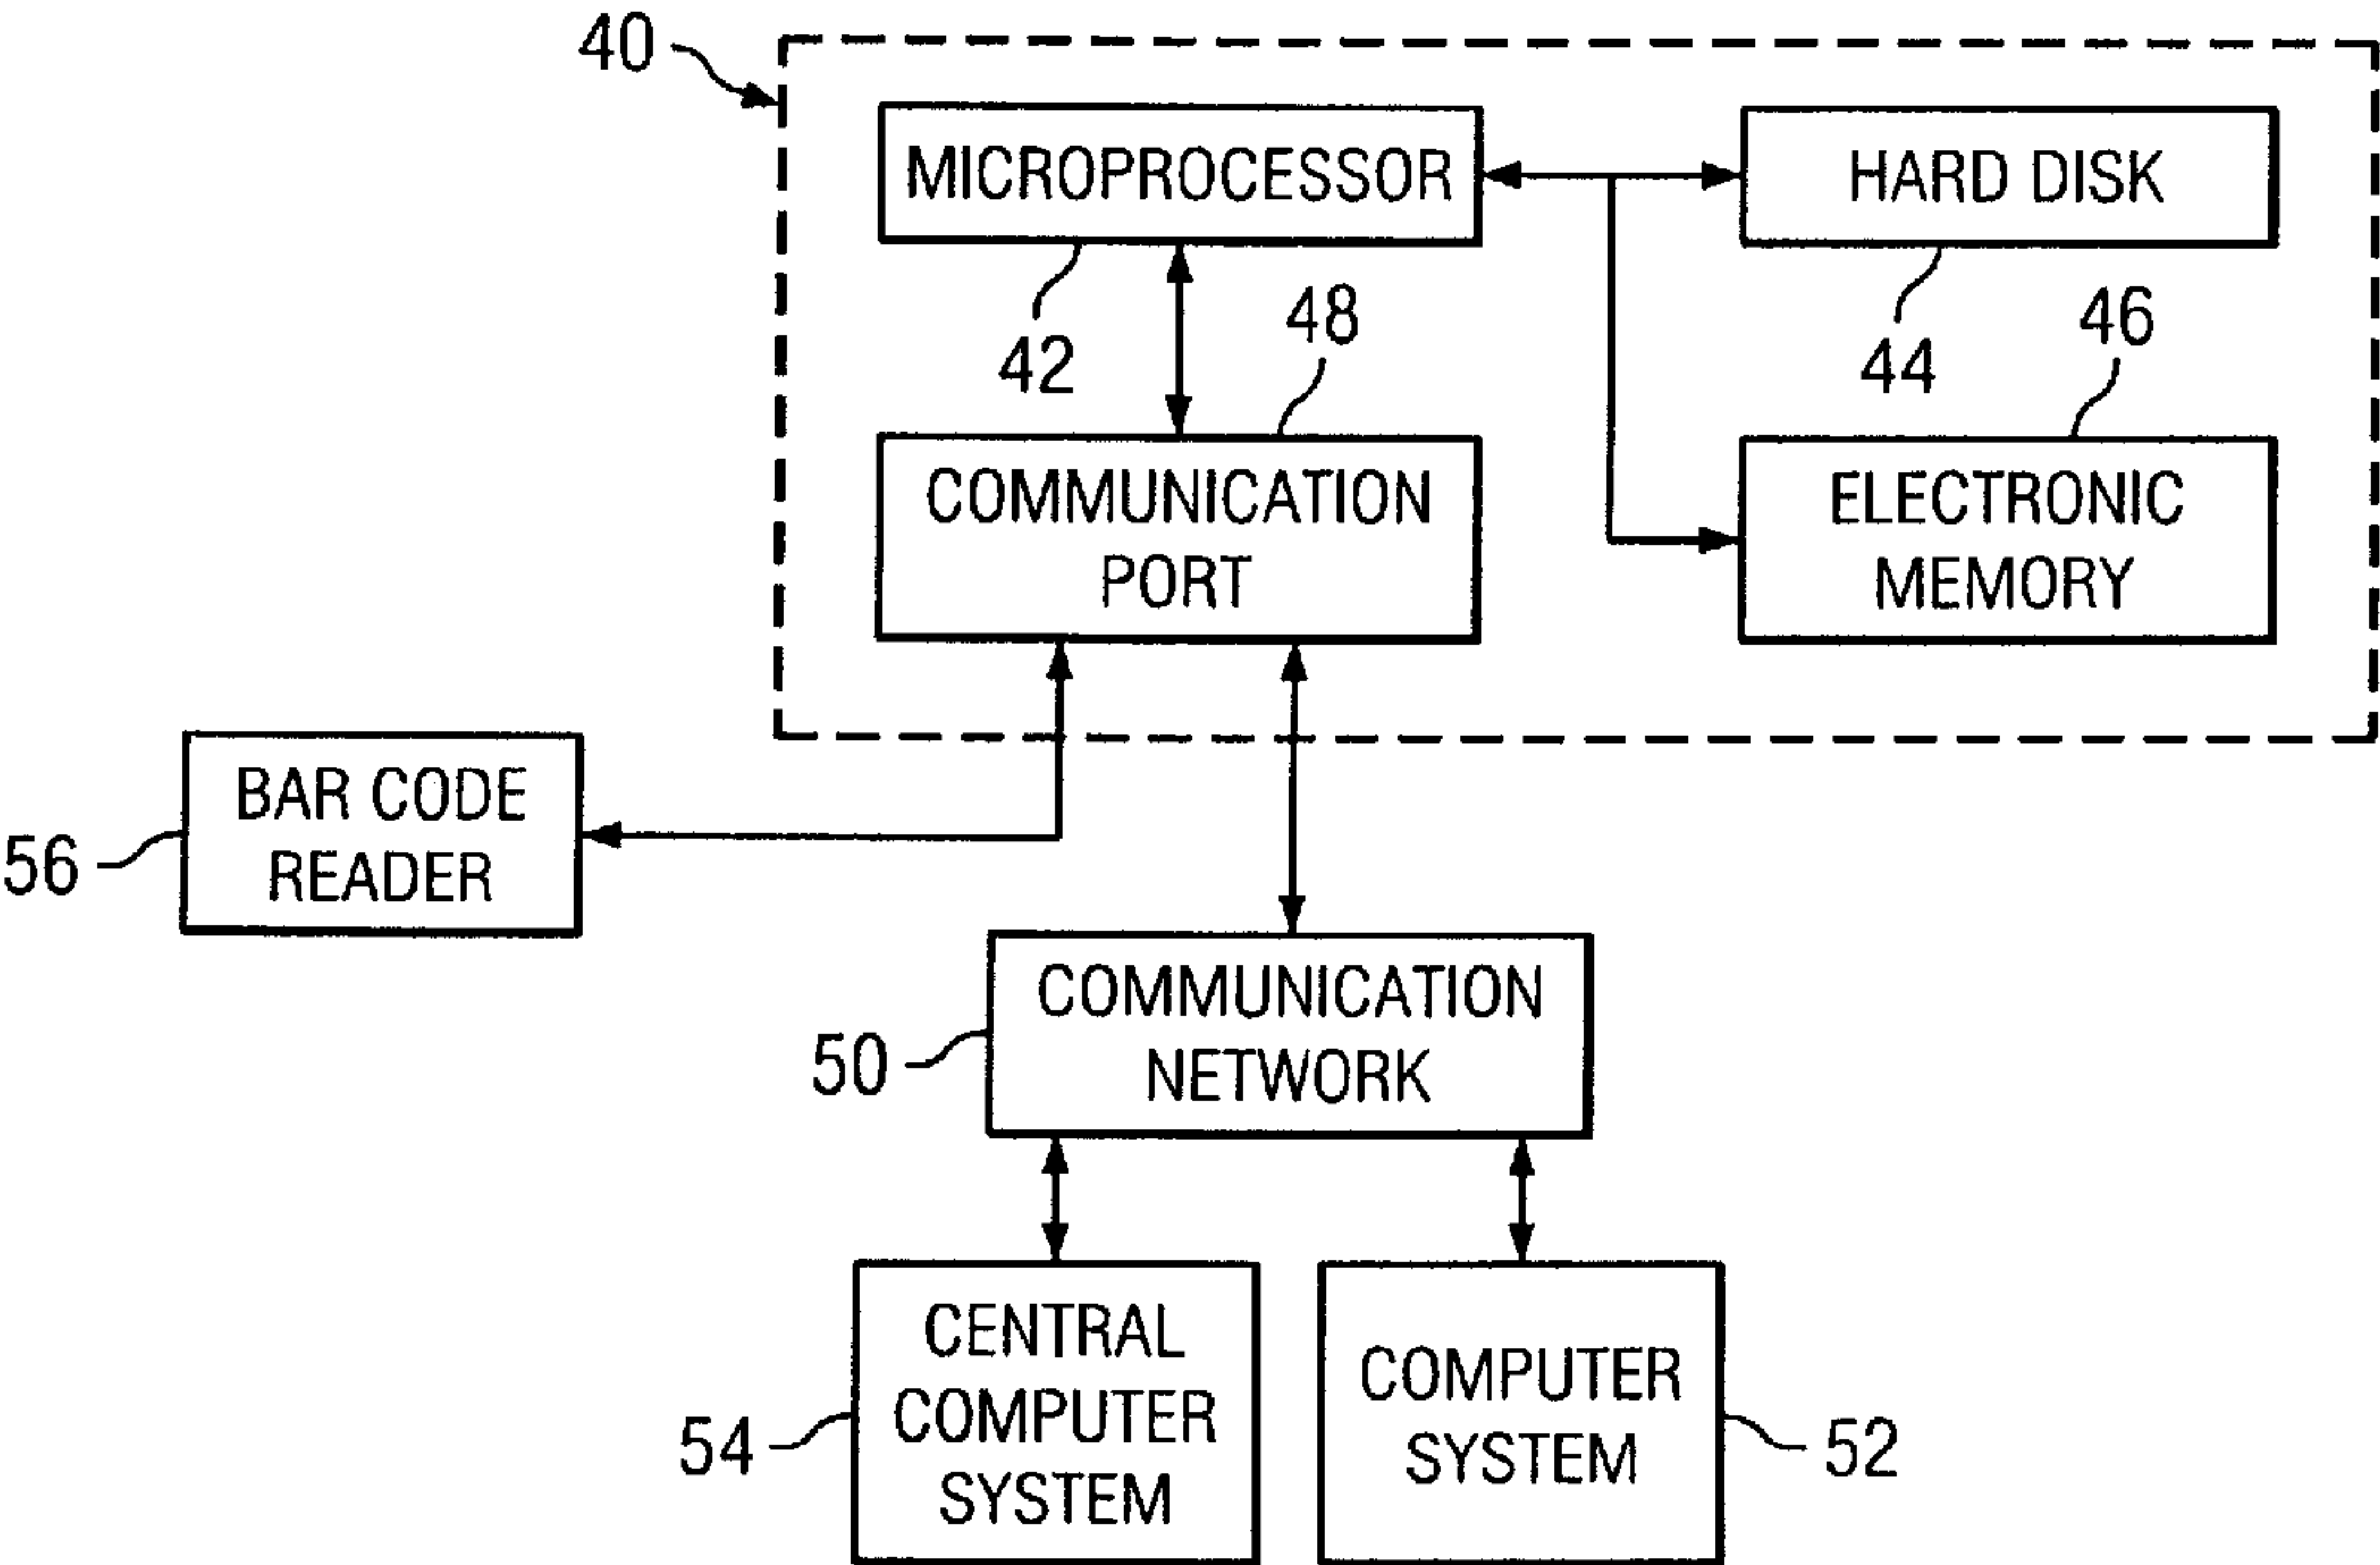 40
MICROPROCESSOR
HARD DISK
42
48
44
46
COMMUNICATION
PORT
ELECTRONIC
MEMORY
BAR CODE
READER
56
COMMUNICATION
NETWORK
50
CENTRAL
COMPUTER
SYSTEM
54
COMPUTER
SYSTEM
52